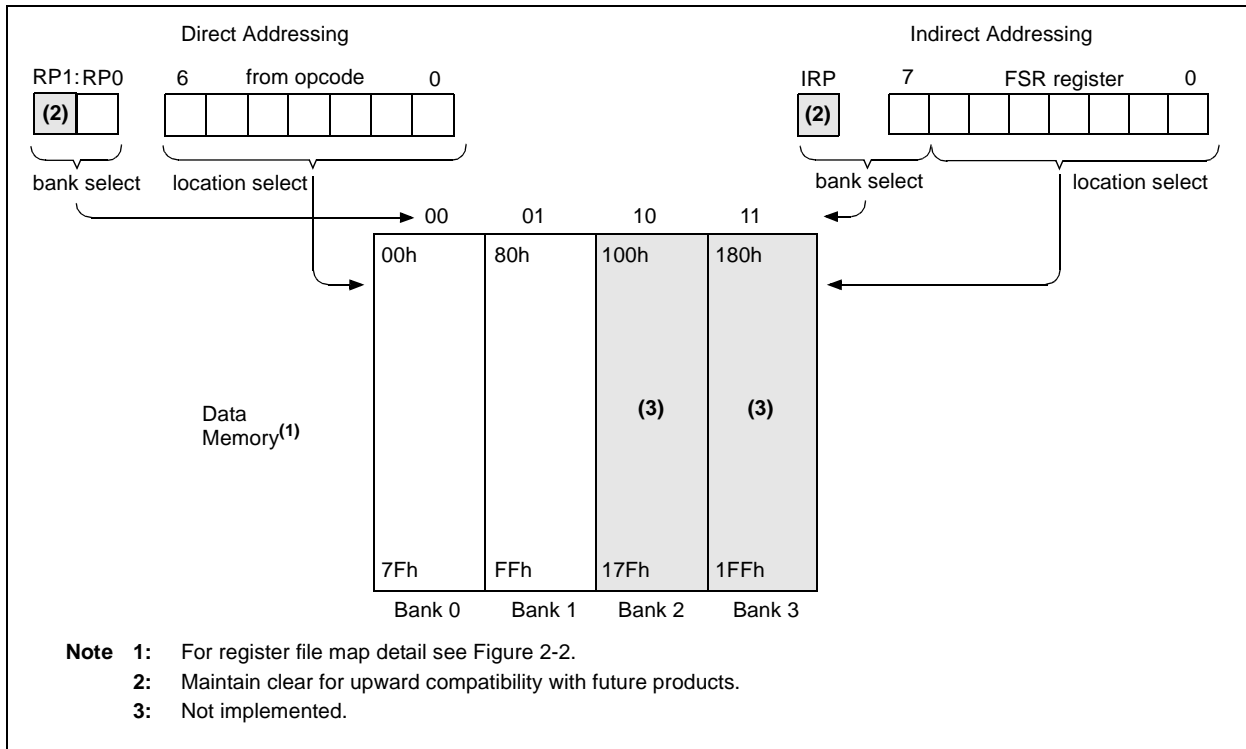 Direct Addressing
Indirect Addressing
RP1:RP0
6
from opcode
0
IRP
7
FSR register
0
(2)
(2)
bank select
location select
bank select
location select
00
01
10
11
00h
80h
100h
180h
Data
Memory(1)
(3)
(3)
7Fh
FFh
17Fh
1FFh
Bank 0
Bank 1
Bank 2
Bank 3
Note 1: For register file map detail see Figure 2-2.
2: Maintain clear for upward compatibility with future products.
3: Not implemented.